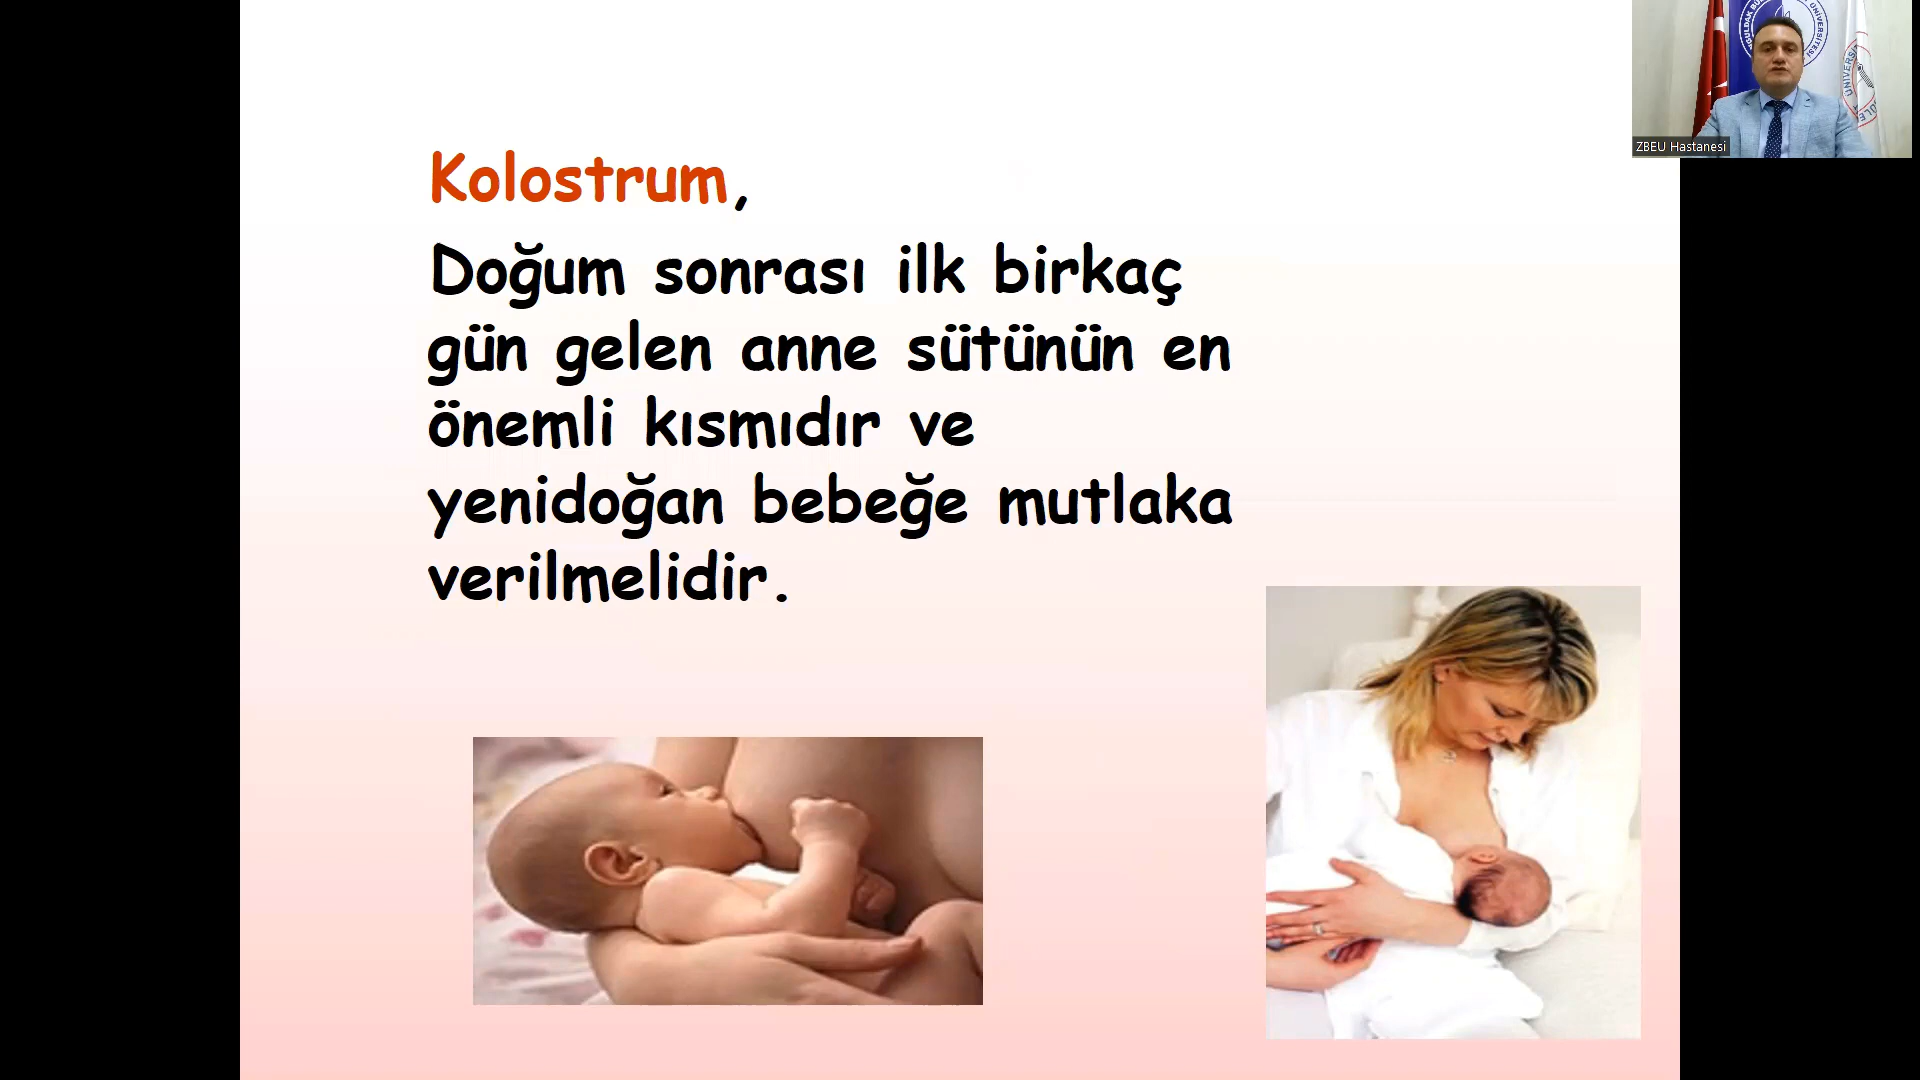 Kolostrum,
Doğum sonrası ilk birkaç
gün gelen anne sütünün en
önemli kısmıdır ve
yenidoğan bebeğe mutlaka
verilmelidir.
ZBEU Hastanesi